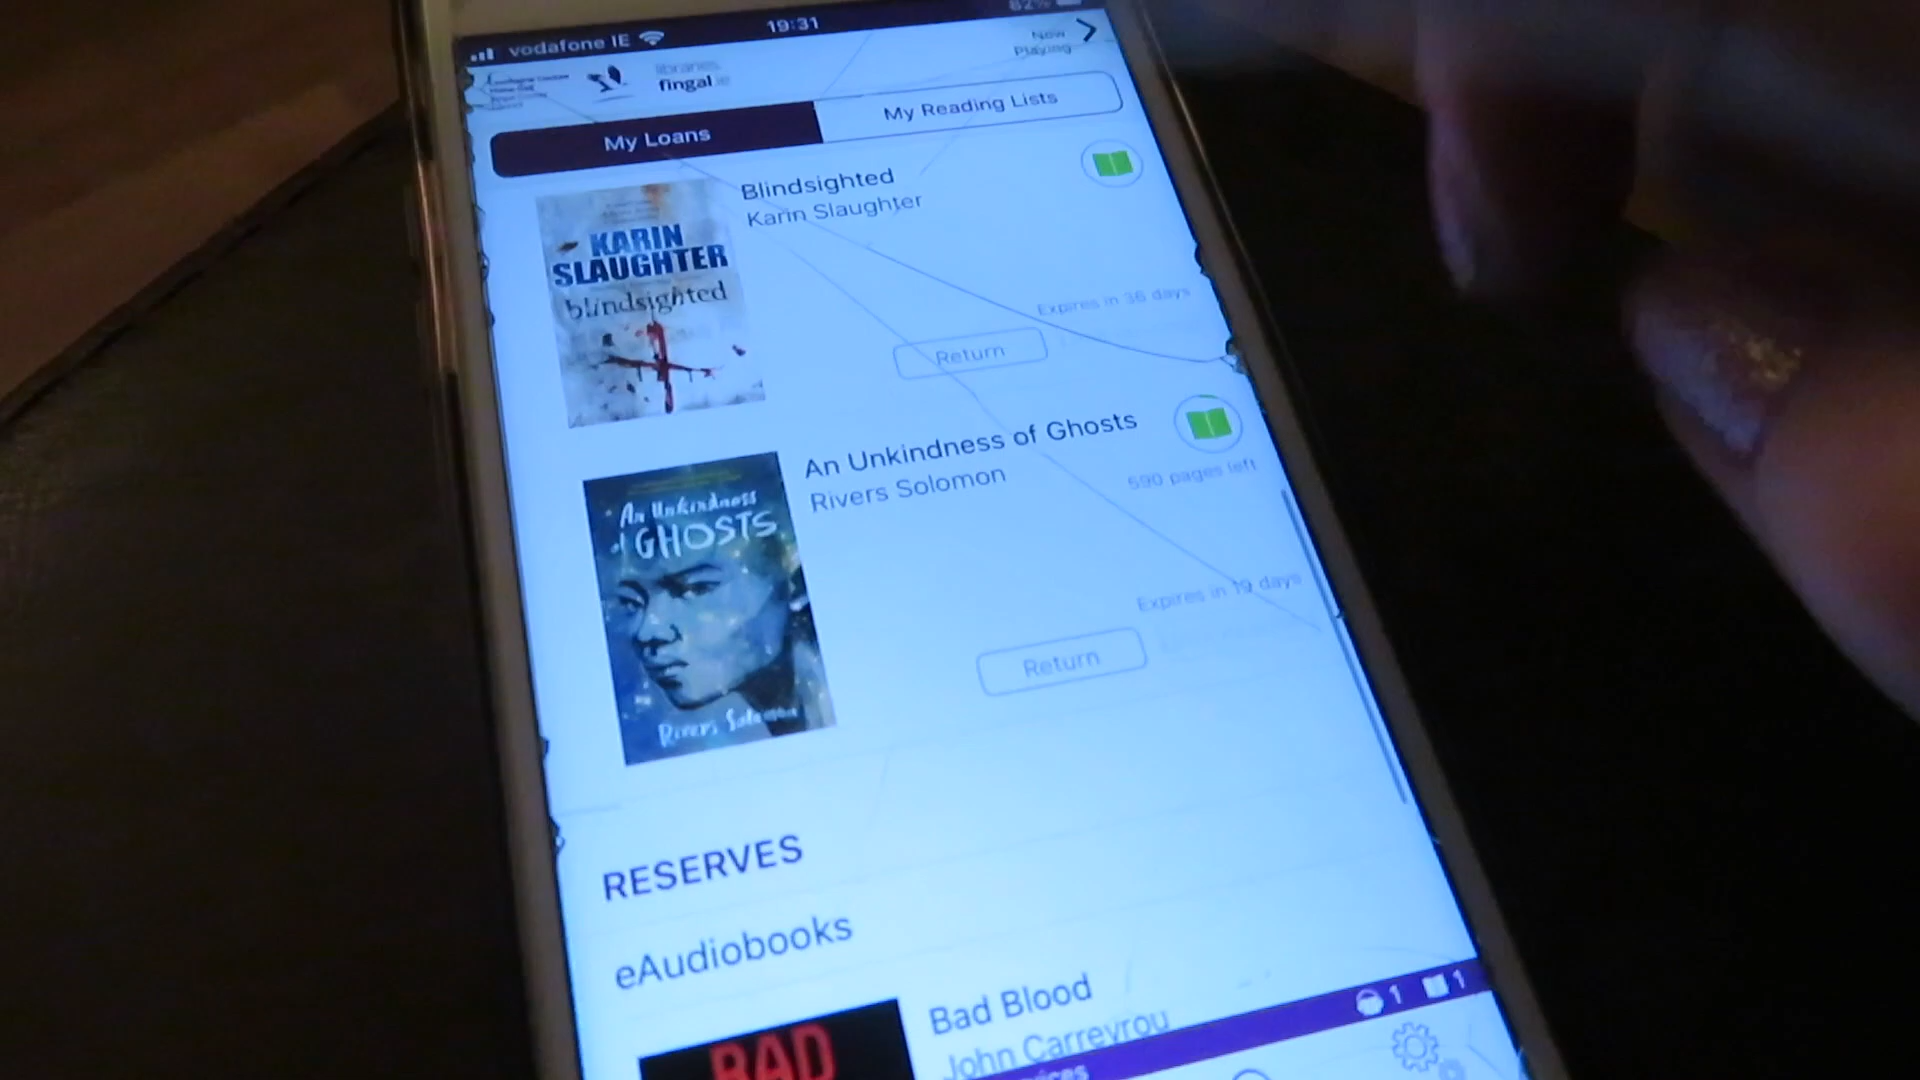 vodafone IE
19:31
82%
Now
Playing
libraries.
fingal.ie
My Loans
My Reading Lists
Blindsighted
Karin Slaughter
KARIN
SLAUGHTER
blindsighted
Expires in 36 days
Return
An Unkindness of Ghosts
Rivers Solomon
590 pages left
An Unkindness
of GHOSTS
Rivers Solomon
Expires in 19 days
Return
RESERVES
eAudiobooks
Bad Blood
John Carreyrou
BAD
1
1